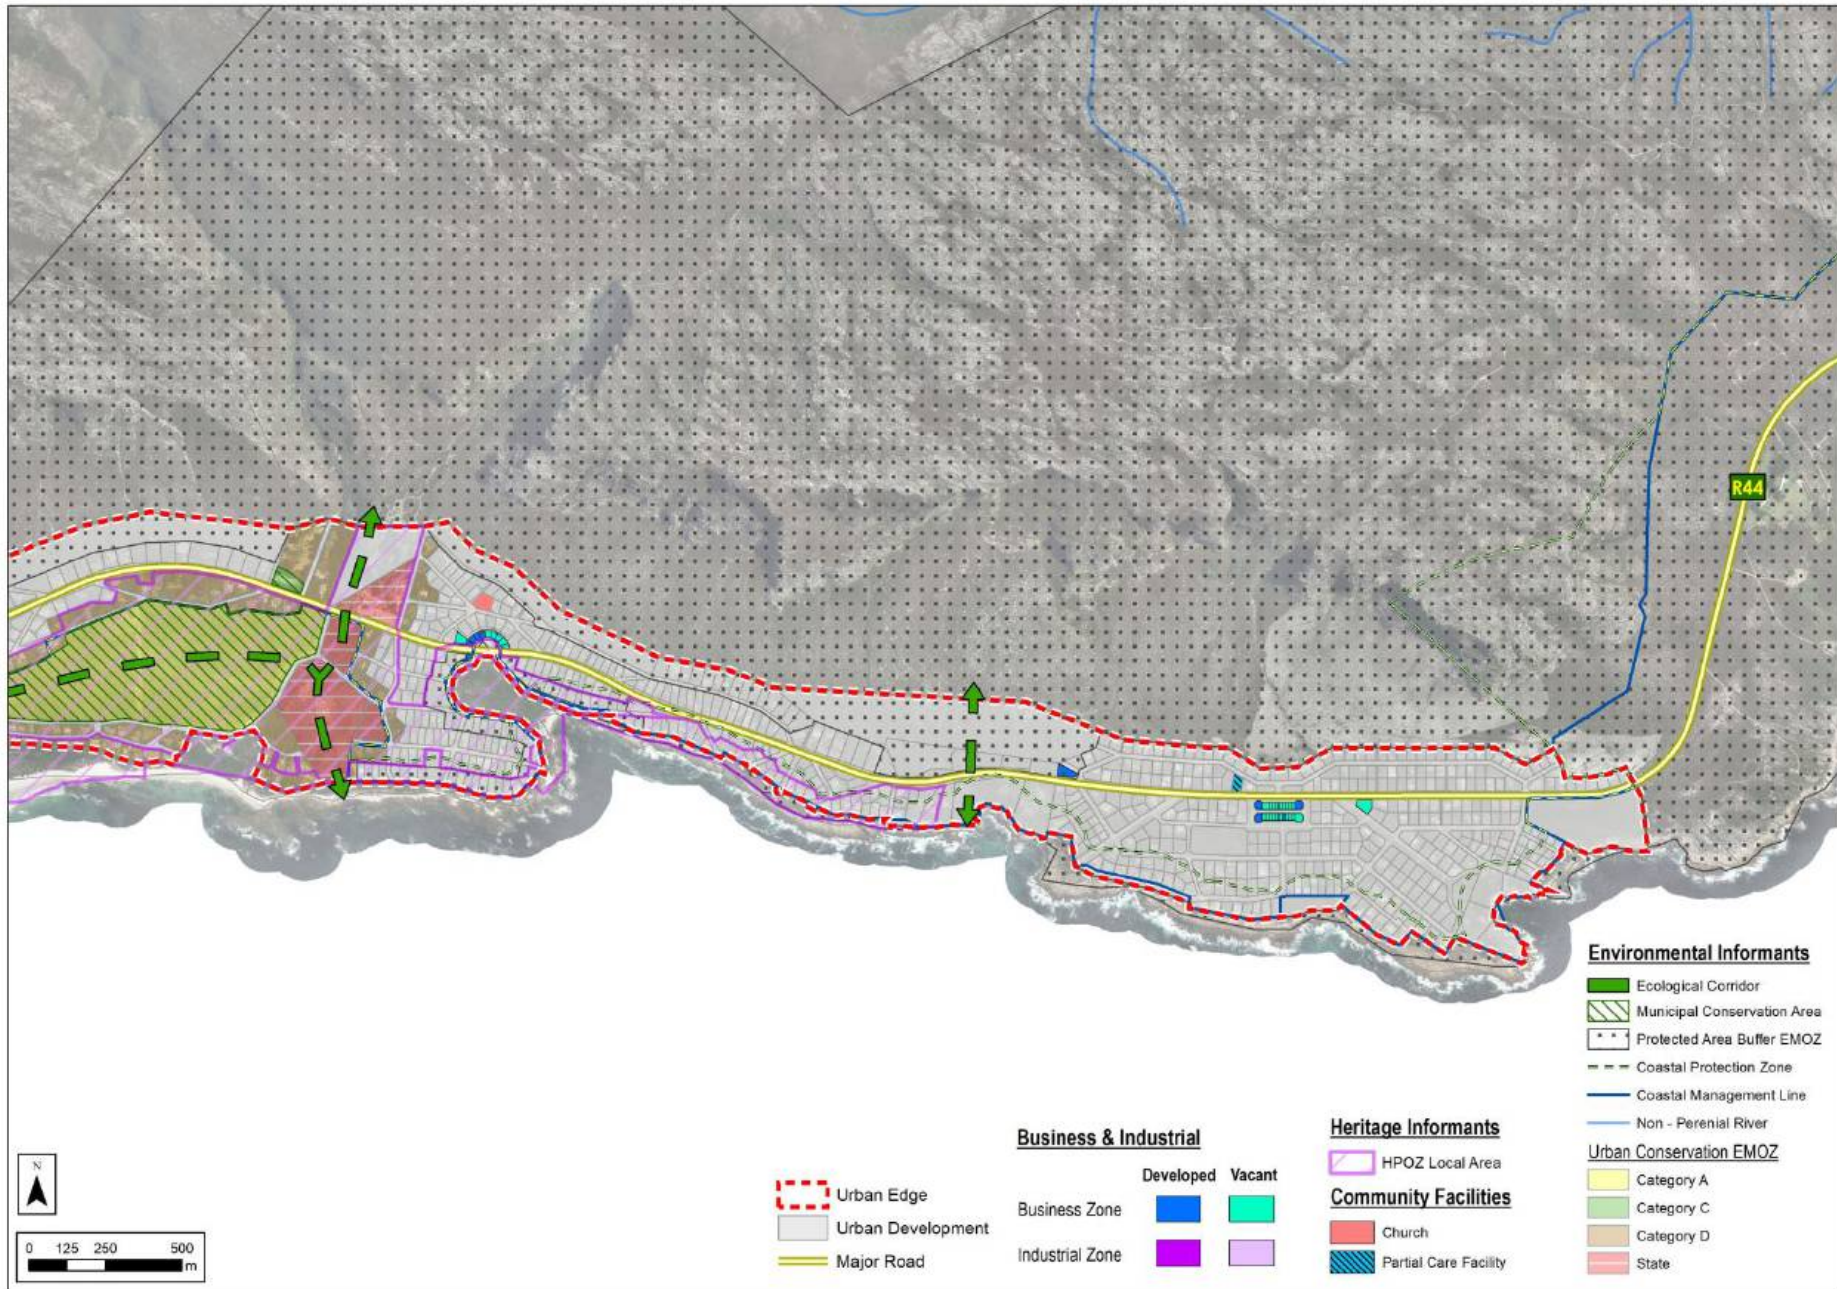 R44
Environmental Informants
Ecological Corridor
Municipal Conservation Area
Protected Area Buffer EMOZ
Coastal Protection Zone
Coastal Management Line
Non - Perenial River
Urban Conservation EMOZ
Category A
Category C
Category D
State
Heritage Informants
HPOZ Local Area
Community Facilities
Church
Partial Care Facility
Business & Industrial
Developed Vacant
Business Zone
Industrial Zone
Urban Edge
Urban Development
Major Road
N
0 125 250 500
m